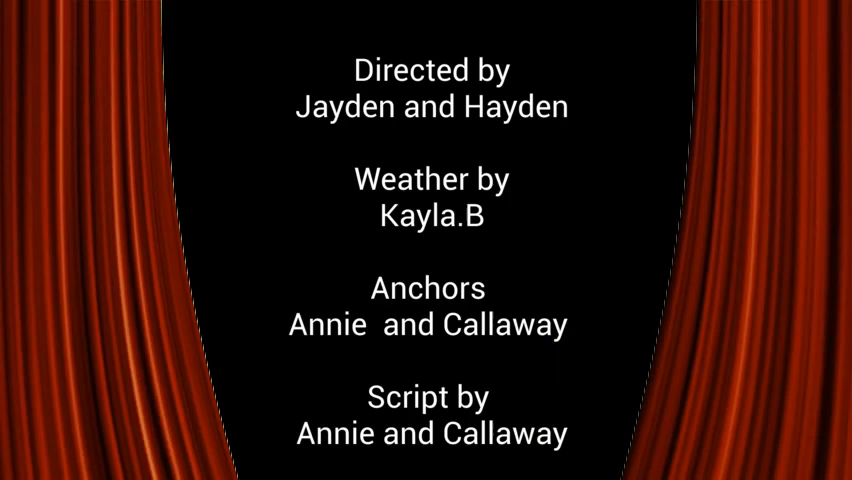 Directed by
Jayden and Hayden
Weather by
Kayla.B
Anchors
Annie  and Callaway
Script by
Annie and Callaway